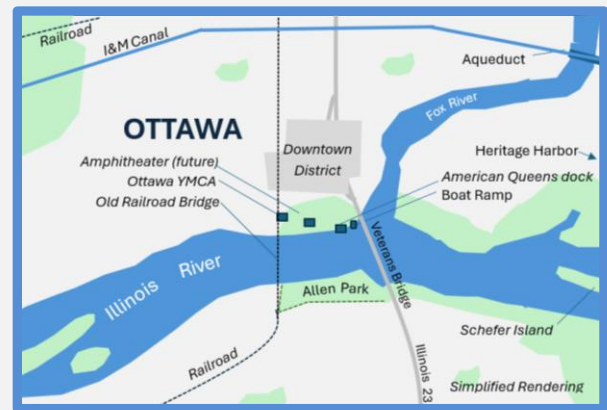 Railroad
I&M Canal
Aqueduct
Fox River
OTTAWA
Downtown
District
Heritage Harbor
Amphitheater (future)
Ottawa YMCA
Old Railroad Bridge
American Queens dock
Boat Ramp
Veterans Bridge
Illinois River
Allen Park
Schefer Island
Railroad
Illinois 23
Simplified Rendering